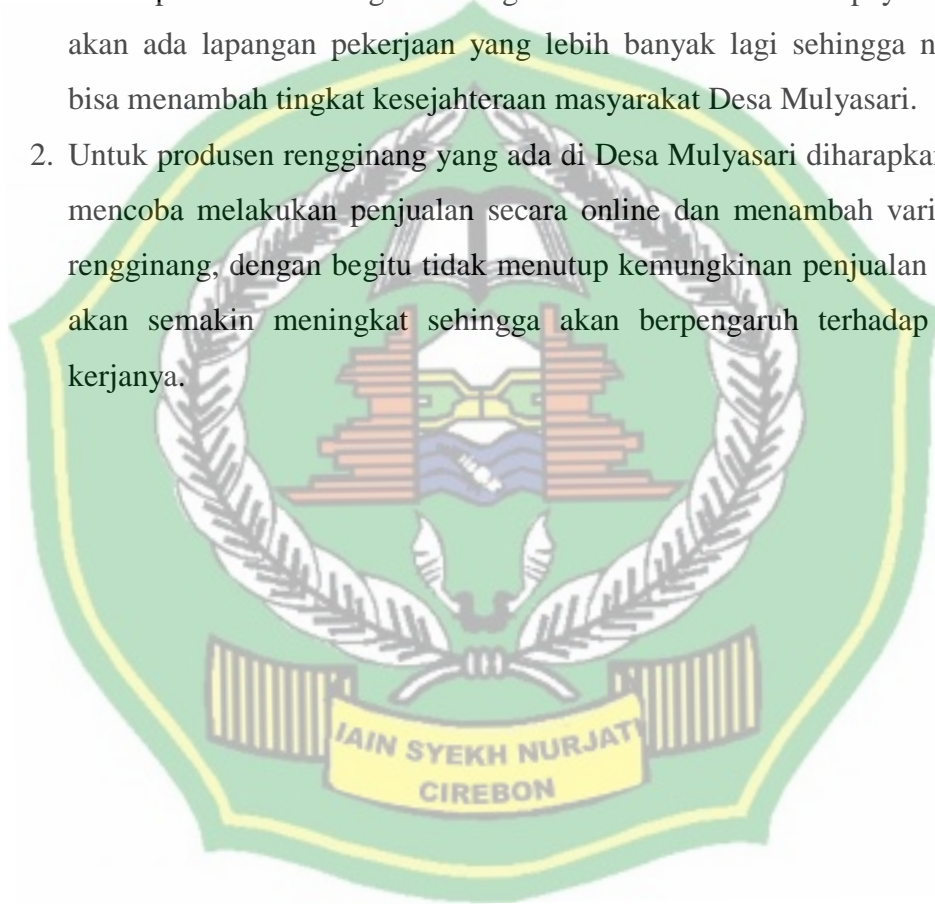 akan ada lapangan pekerjaan yang lebih banyak lagi sehingga
bisa menambah tingkat kesejahteraan masyarakat Desa Mulyasari.
2. Untuk produsen rengginang yang ada di Desa Mulyasari
mencoba melakukan penjualan secara online dan menambah
rengginang, dengan begitu tidak menutup kemungkinan penjualan
akan semakin meningkat sehingga akan berpengaruh terhadap
kerjanya.
IAIN SYEKH NURJATI
CIREBON